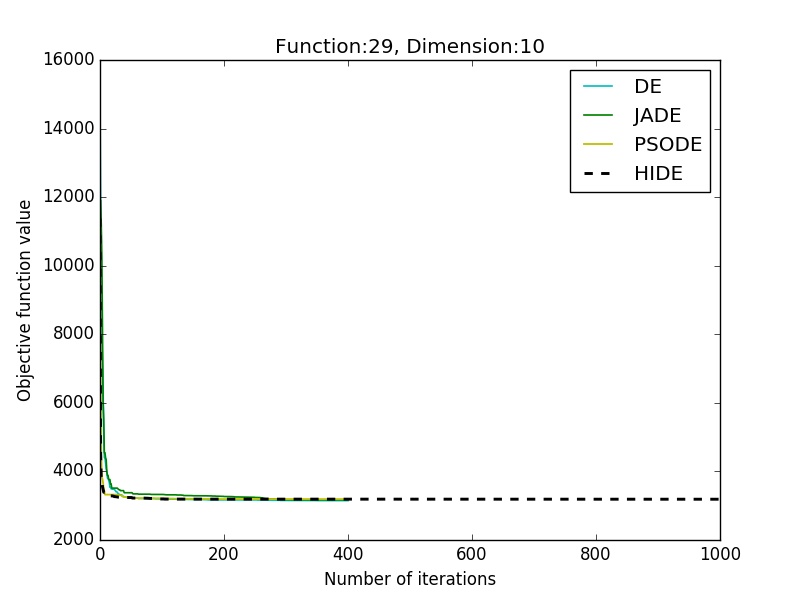 Function:29, Dimension:10
16000
14000
12000
10000
8000
6000
4000
2000
Objective function value
DE
JADE
PSODE
HIDE
0
200
400
600
800
1000
Number of iterations